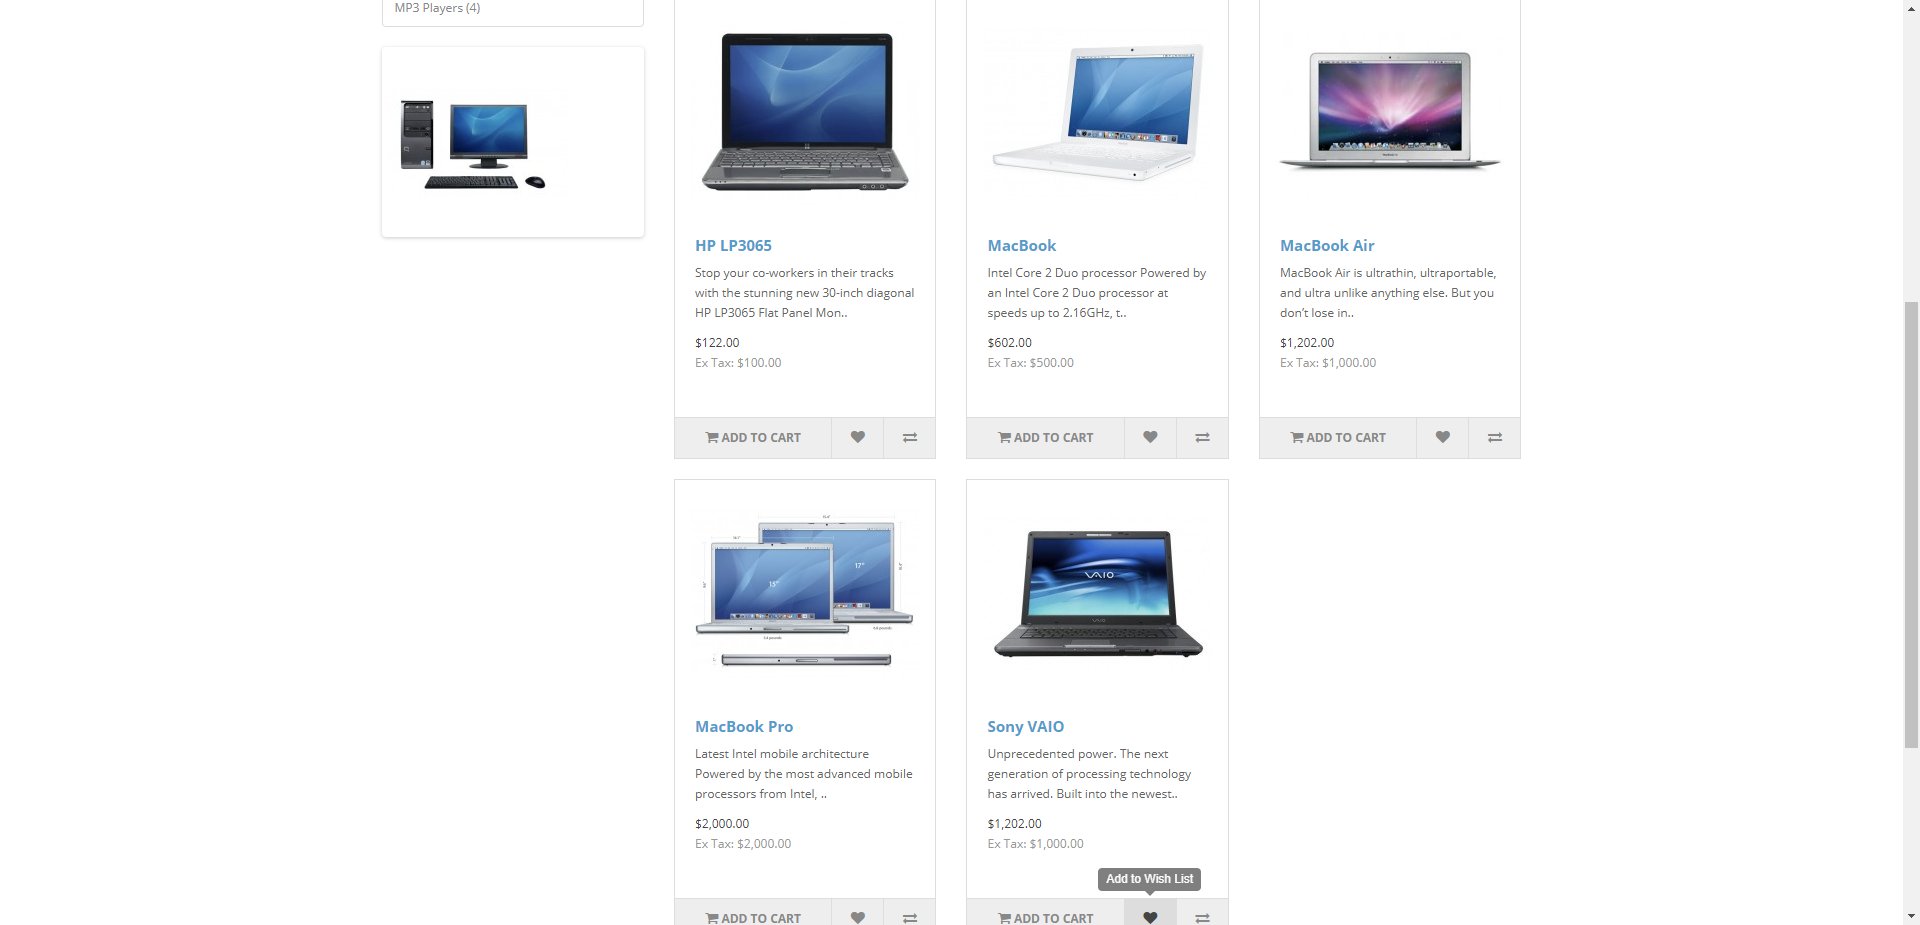 MP3 Players (4)
HP LP3065
Stop your co-workers in their tracks
with the stunning new 30-inch diagonal
HP LP3065 Flat Panel Mon..
$122.00
Ex Tax: $100.00
ADD TO CART
MacBook
Intel Core 2 Duo processor Powered by
an Intel Core 2 Duo processor at
speeds up to 2.16GHz, t..
$602.00
Ex Tax: $500.00
ADD TO CART
MacBook Air
MacBook Air is ultrathin, ultraportable,
and ultra unlike anything else. But you
don’t lose in..
$1,202.00
Ex Tax: $1,000.00
ADD TO CART
15"
17"
MacBook Pro
Latest Intel mobile architecture
Powered by the most advanced mobile
processors from Intel, ..
$2,000.00
Ex Tax: $2,000.00
ADD TO CART
VAIO
Sony VAIO
Unprecedented power. The next
generation of processing technology
has arrived. Built into the newest..
$1,202.00
Ex Tax: $1,000.00
Add to Wish List
ADD TO CART